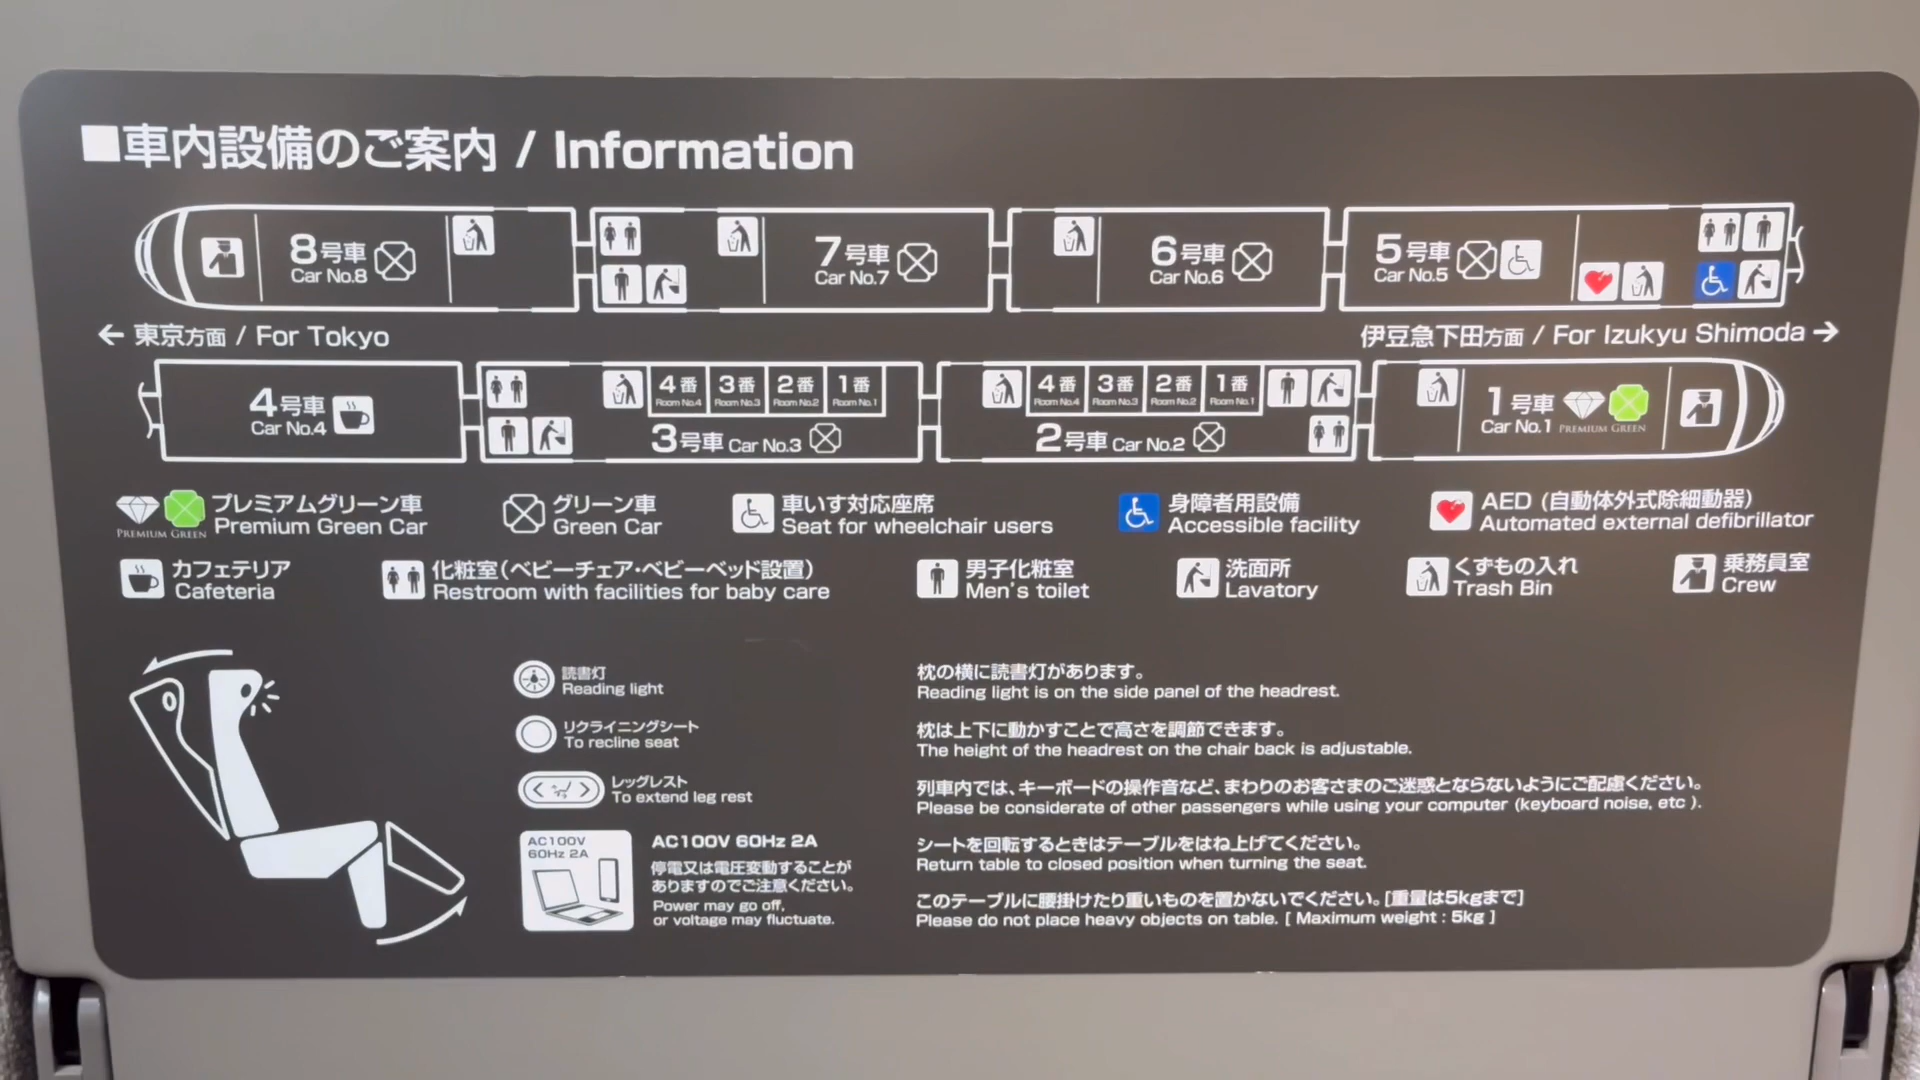 ■車内設備のご案内 / Information
8号車
Car No.8
7号車
Car No.7
6号車
Car No.6
5号車
Car No.5
← 東京方面 / For Tokyo
伊豆急下田方面 / For Izukyu Shimoda →
4号車
Car No.4
4番 3番 2番 1番
Room No.4 Room No.3 Room No.2 Room No.1
3号車 Car No.3
4番 3番 2番 1番
Room No.4 Room No.3 Room No.2 Room No.1
2号車 Car No.2
1号車
Car No.1 PREMIUM GREEN
PREMIUM GREEN
プレミアムグリーン車
Premium Green Car
グリーン車
Green Car
車いす対応座席
Seat for wheelchair users
身障者用設備
Accessible facility
AED (自動体外式除細動器)
Automated external defibrillator
カフェテリア
Cafeteria
化粧室(ベビーチェア・ベビーベッド設置)
Restroom with facilities for baby care
男子化粧室
Men's toilet
洗面所
Lavatory
くずもの入れ
Trash Bin
乗務員室
Crew
読書灯
Reading light
リクライニングシート
To recline seat
レッグレスト
To extend leg rest
AC100V
60Hz 2A
AC100V 60Hz 2A
停電又は電圧変動することが
ありますのでご注意ください。
Power may go off,
or voltage may fluctuate.
枕の横に読書灯があります。
Reading light is on the side panel of the headrest.
枕は上下に動かすことで高さを調節できます。
The height of the headrest on the chair back is adjustable.
列車内では、キーボードの操作音など、まわりのお客さまのご迷惑とならないようにご配慮ください。
Please be considerate of other passengers while using your computer (keyboard noise, etc ).
シートを回転するときはテーブルをはね上げてください。
Return table to closed position when turning the seat.
このテーブルに腰掛けたり重いものを置かないでください。[重量は5kgまで]
Please do not place heavy objects on table. [ Maximum weight : 5kg ]